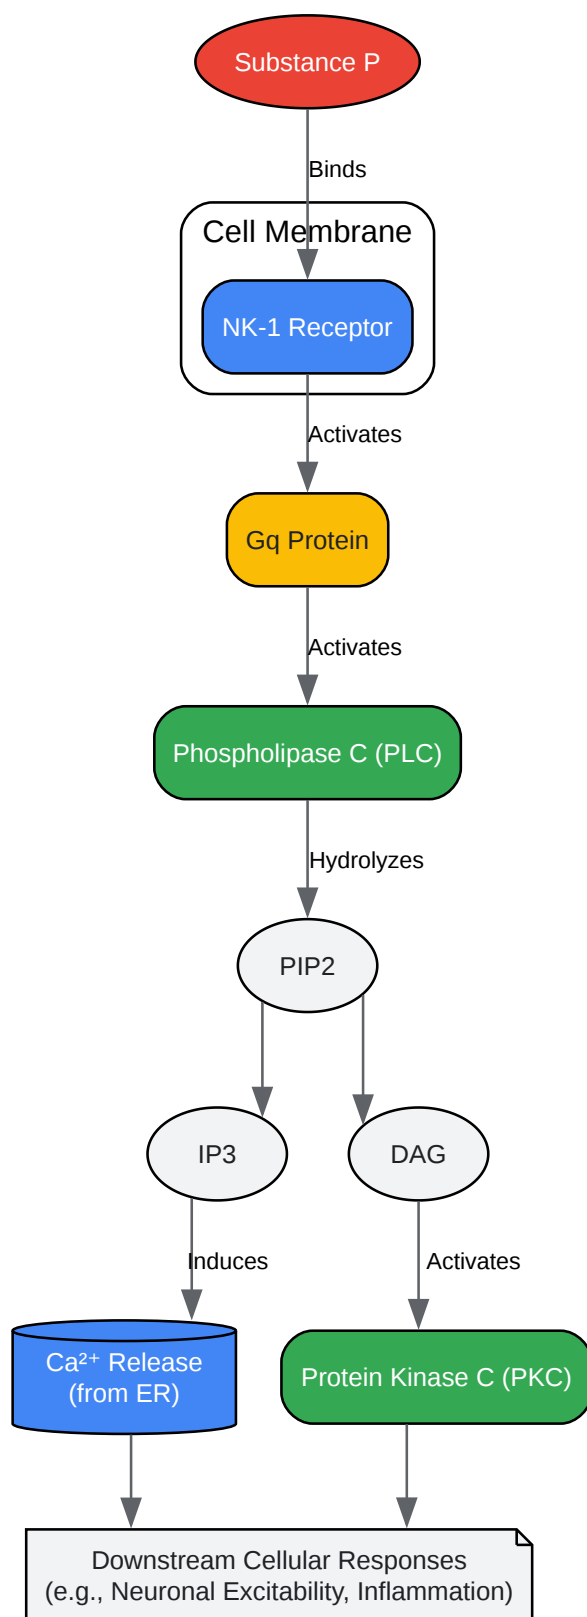 Substance P
Binds
Cell Membrane
NK-1 Receptor
Activates
Gq Protein
Activates
Phospholipase C (PLC)
Hydrolyzes
PIP2
IP3
DAG
Induces
Activates
Ca²⁺ Release
(from ER)
Protein Kinase C (PKC)
Downstream Cellular Responses
(e.g., Neuronal Excitability, Inflammation)